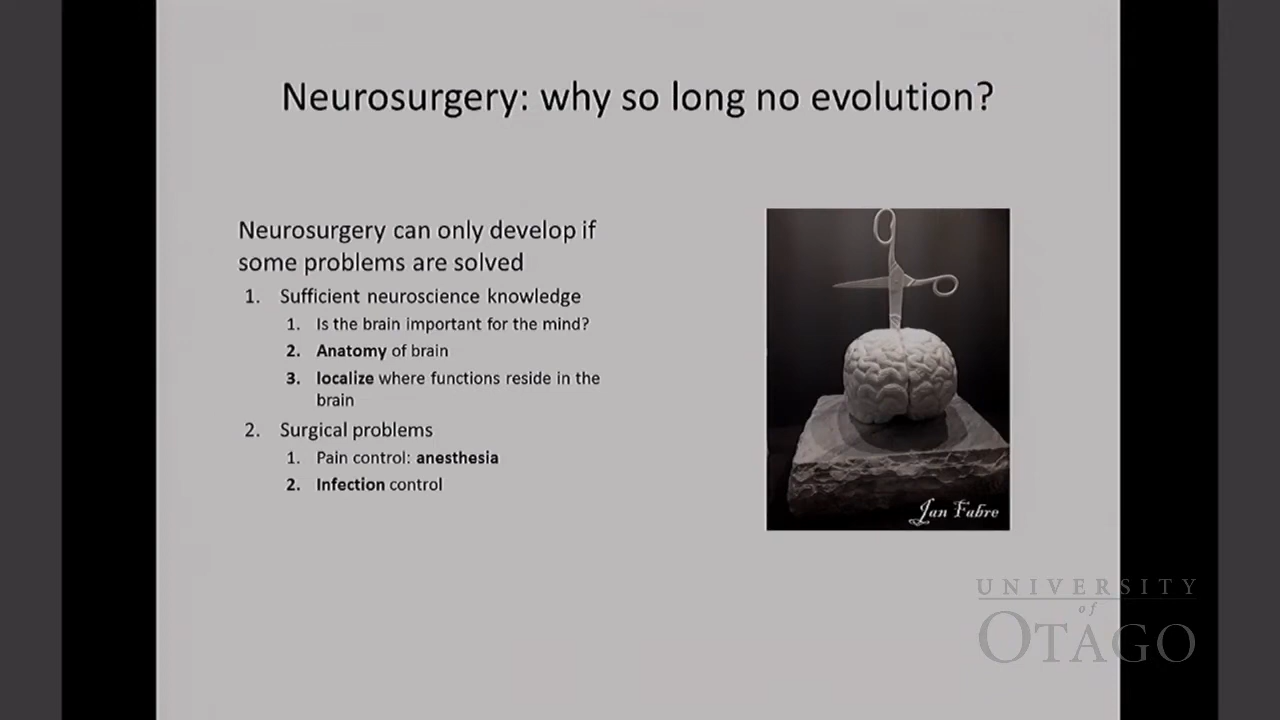 Neurosurgery: why so long no evolution?
Neurosurgery can only develop if
some problems are solved
1. Sufficient neuroscience knowledge
1. Is the brain important for the mind?
2. Anatomy of brain
3. localize where functions reside in the
brain
2. Surgical problems
1. Pain control: anesthesia
2. Infection control
Jan Fabre
UNIVERSITY
of
OTAGO